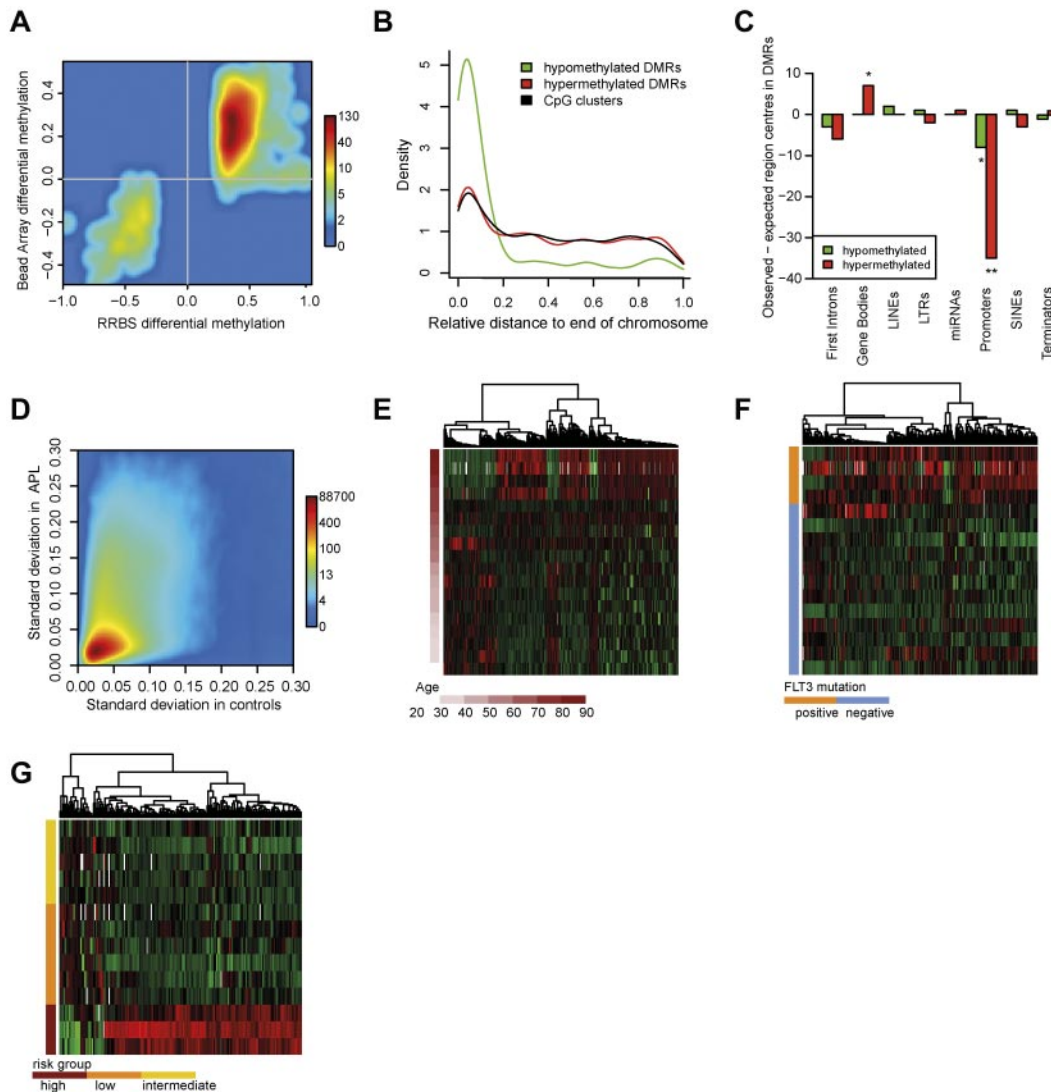 A
Bead Array differential methylation
0.4
0.2
0.0
−0.2
−0.4
−1.0
−0.5
0.0
0.5
1.0
RRBS differential methylation
130
40
20
10
5
2
0
B
Density
5
4
3
2
1
0
hypomethylated DMRs
hypermethylated DMRs
CpG clusters
0.0 0.2 0.4 0.6 0.8 1.0
Relative distance to end of chromosome
C
Observed − expected region centres in DMRs
10
0
−10
−20
−30
−40
*
*
**
hypomethylated
hypermethylated
First Introns
Gene Bodies
LINEs
LTRs
miRNAs
Promoters
SINEs
Terminators
D
Standard deviation in APL
0.30
0.25
0.20
0.15
0.10
0.05
0.00
0.00 0.05 0.10 0.15 0.20 0.25 0.30
Standard deviation in controls
88700
400
100
13
4
0
E
Age
20 30 40 50 60 70 80 90
F
FLT3 mutation
positive negative
G
risk group
high low intermediate